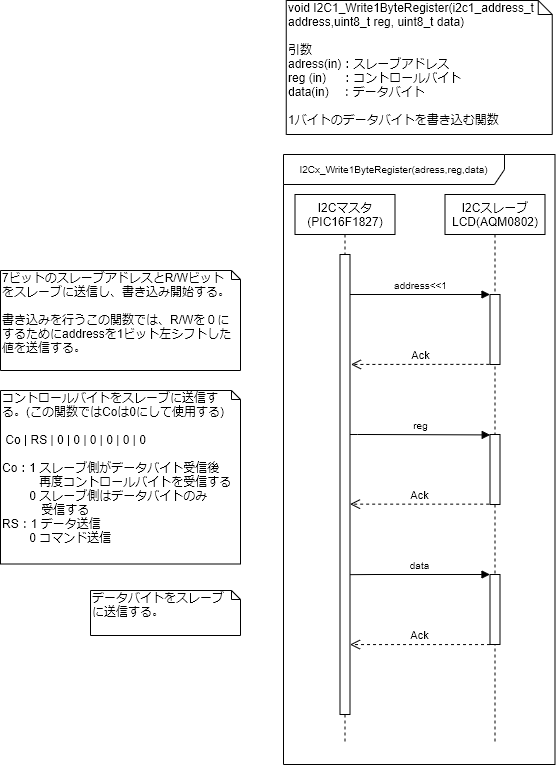 void I2C1_Write1ByteRegister(i2c1_address_t
address,uint8_t reg, uint8_t data)
引数
adress(in) : スレーブアドレス
reg (in) : コントロールバイト
data(in) : データバイト
1バイトのデータバイトを書き込む関数
I2Cx_Write1ByteRegister(adress,reg,data)
I2Cマスタ
(PIC16F1827)
I2Cスレーブ
LCD(AQM0802)
7ビットのスレーブアドレスとR/Wビット
をスレーブに送信し、書き込み開始する。
書き込みを行うこの関数では、R/Wを０に
するためにaddressを1ビット左シフトした
値を送信する。
address<<1
Ack
コントロールバイトをスレーブに送信す
る。(この関数ではCoは0にして使用する)
Co | RS | 0 | 0 | 0 | 0 | 0 | 0
Co：1 スレーブ側がデータバイト受信後
再度コントロールバイトを受信する
0 スレーブ側はデータバイトのみ
受信する
RS：1 データ送信
0 コマンド送信
reg
Ack
データバイトをスレーブ
に送信する。
data
Ack